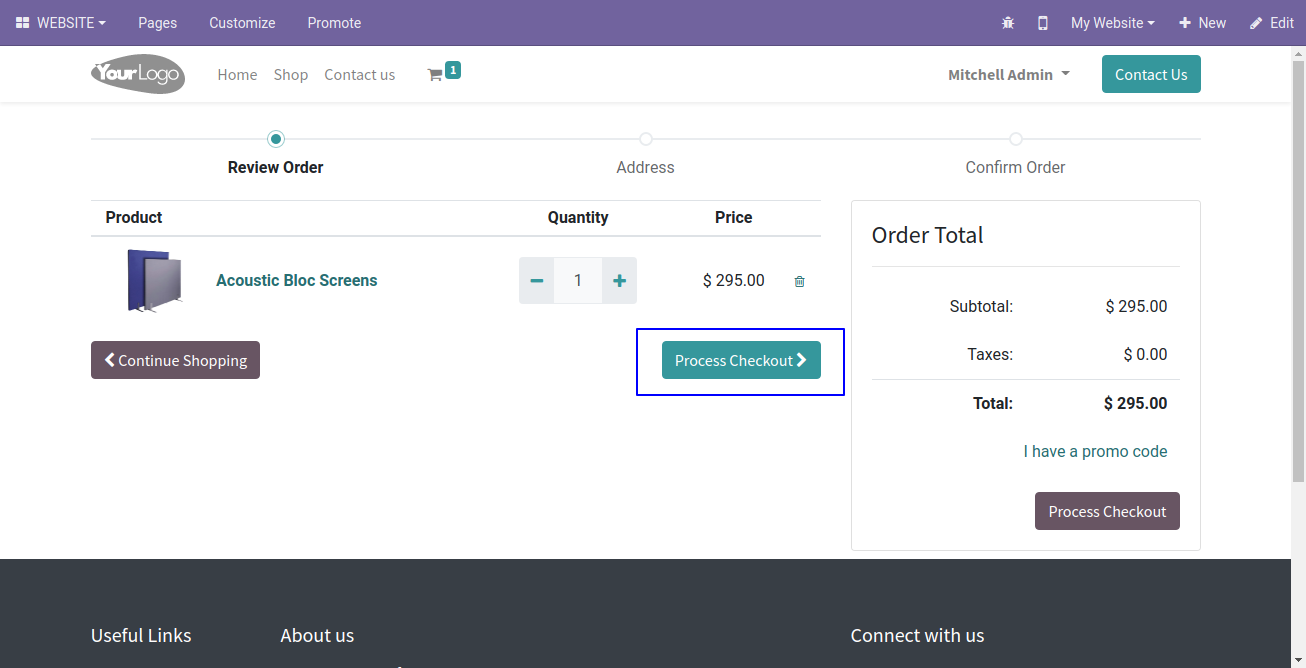 WEBSITE Pages Customize Promote My Website New Edit
YourLogo Home Shop Contact us 1 Mitchell Admin Contact Us
Review Order Address Confirm Order
Product Quantity Price
Acoustic Bloc Screens 1 $ 295.00
Continue Shopping Process Checkout
Order Total
Subtotal: $ 295.00
Taxes: $ 0.00
Total: $ 295.00
I have a promo code
Process Checkout
Useful Links About us Connect with us